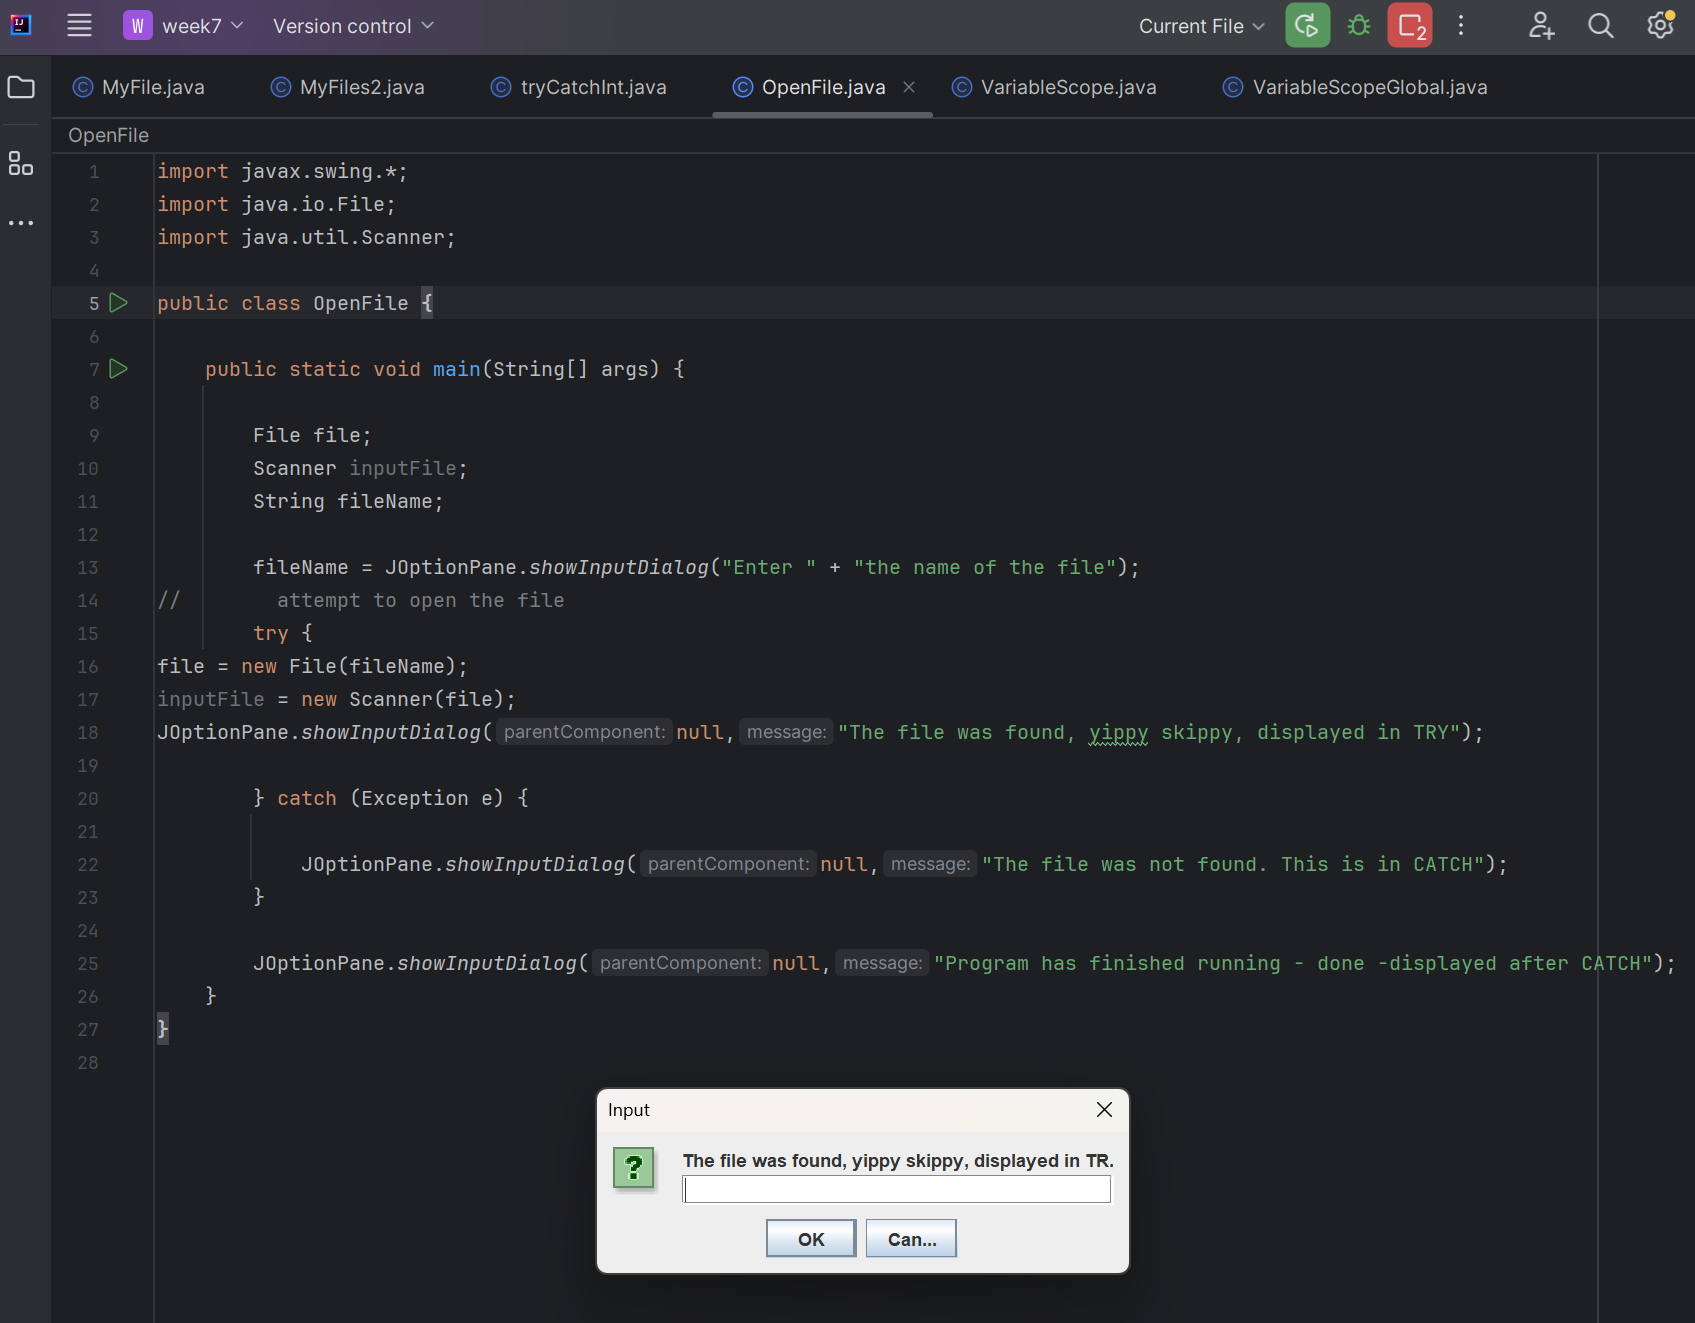 IJ W week7 Version control Current File 2
MyFile.java MyFiles2.java tryCatchInt.java OpenFile.java VariableScope.java VariableScopeGlobal.java
OpenFile
1 import javax.swing.*;
2 import java.io.File;
3 import java.util.Scanner;
4
5 public class OpenFile {
6
7 public static void main(String[] args) {
8
9 File file;
10 Scanner inputFile;
11 String fileName;
12
13 fileName = JOptionPane.showInputDialog("Enter " + "the name of the file");
14 // attempt to open the file
15 try {
16 file = new File(fileName);
17 inputFile = new Scanner(file);
18 JOptionPane.showInputDialog( parentComponent: null, message: "The file was found, yippy skippy, displayed in TRY");
19
20 } catch (Exception e) {
21
22 JOptionPane.showInputDialog( parentComponent: null, message: "The file was not found. This is in CATCH");
23 }
24
25 JOptionPane.showInputDialog( parentComponent: null, message: "Program has finished running - done -displayed after CATCH");
26 }
27 }
28
Input
The file was found, yippy skippy, displayed in TR.
OK Can...